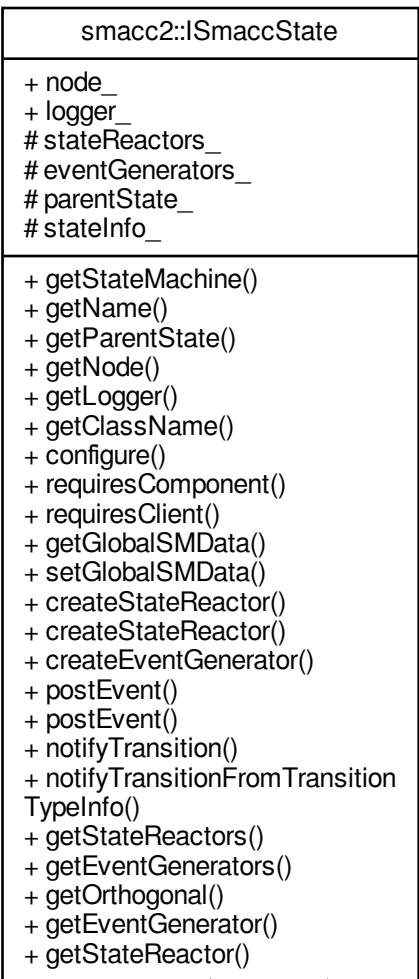 smacc2::ISmaccState
+ node_
+ logger_
# stateReactors_
# eventGenerators_
# parentState_
# stateInfo_
+ getStateMachine()
+ getName()
+ getParentState()
+ getNode()
+ getLogger()
+ getClassName()
+ configure()
+ requiresComponent()
+ requiresClient()
+ getGlobalSMData()
+ setGlobalSMData()
+ createStateReactor()
+ createStateReactor()
+ createEventGenerator()
+ postEvent()
+ postEvent()
+ notifyTransition()
+ notifyTransitionFromTransition
TypeInfo()
+ getStateReactors()
+ getEventGenerators()
+ getOrthogonal()
+ getEventGenerator()
+ getStateReactor()